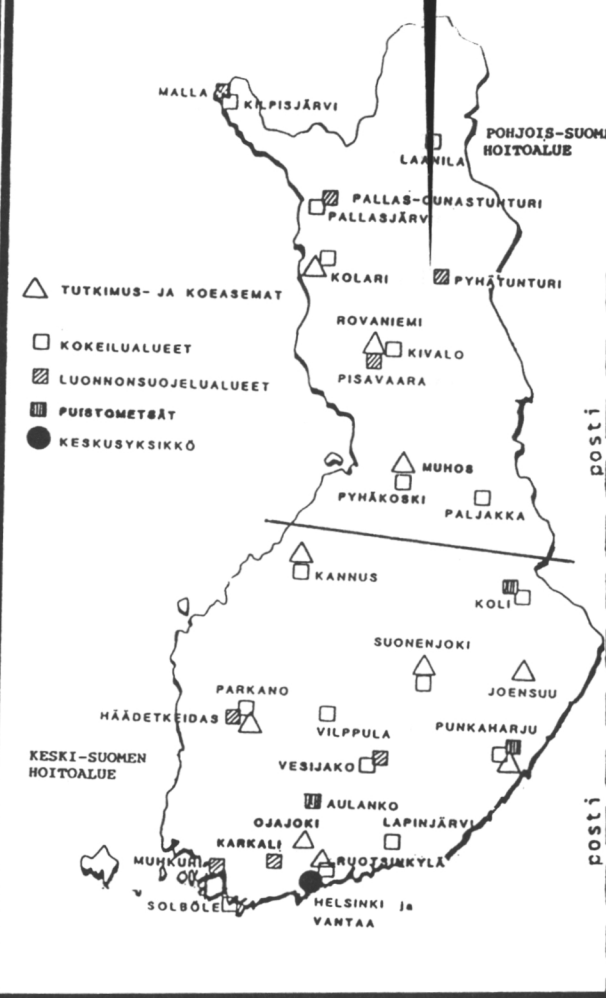 MALLA
KILPISJÄRVI
POHJOIS-SUOM
HOITOALUE
LAANILA
PALLAS-OUNASTUNTURI
PALLASJÄRVI
KOLARI
PYHÄTUNTURI
TUTKIMUS- JA KOEASEMAT
ROVANIEMI
KOKEILUALUEET
KIVALO
LUONNONSUOJELUALUEET
PISAVAARA
PUISTOMETSÄT
KESKUSYKSIKKÖ
posti
MUHOS
PYHÄKOSKI
PALJAKKA
KANNUS
KOLI
SUONENJOKI
JOENSUU
PARKANO
HÄÄDETKEIDAS
VILPPULA
PUNKAHARJU
KESKI-SUOMEN
HOITOALUE
VESIJAKO
AULANKO
posti
OJAJOKI
LAPINJÄRVI
KARKALI
MUHKURI
RUOTSINKYLÄ
SOLBÖLE
HELSINKI ja
VANTAA